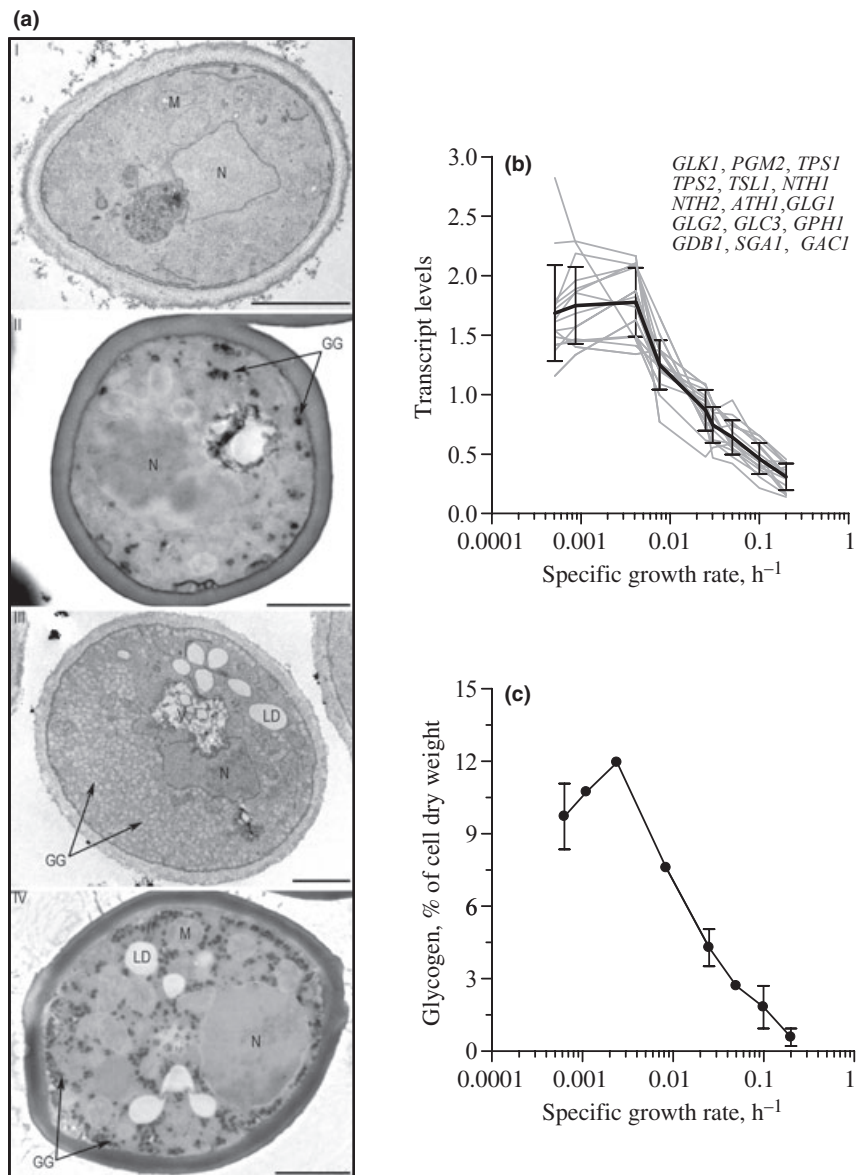 (a)
I
M
N
II
GG
N
III
LD
V
N
GG
IV
M
LD
N
GG
(b)
GLK1, PGM2, TPS1
TPS2, TSL1, NTH1
NTH2, ATH1,GLG1
GLG2, GLC3, GPH1
GDB1, SGA1, GAC1
Transcript levels
3.0
2.5
2.0
1.5
1.0
0.5
0.0
0.0001 0.001 0.01 0.1 1
Specific growth rate, h–1
(c)
Glycogen, % of cell dry weight
15
12
9
6
3
0
0.0001 0.001 0.01 0.1 1
Specific growth rate, h–1